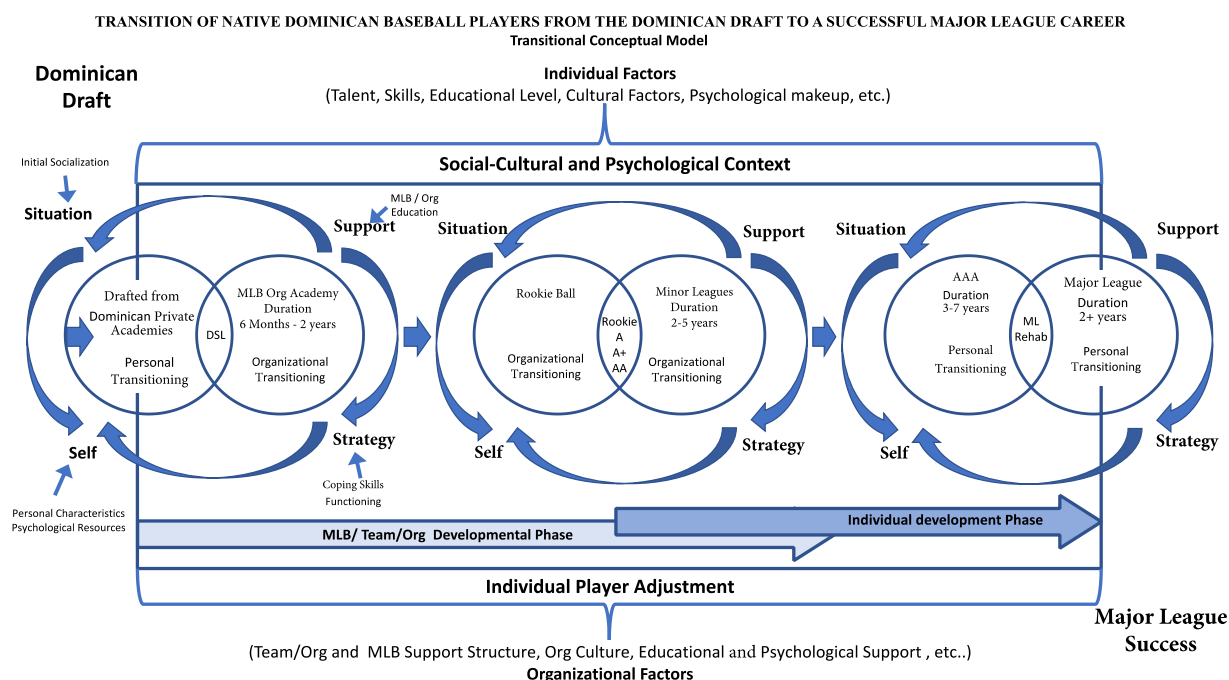 TRANSITION OF NATIVE DOMINICAN BASEBALL PLAYERS FROM THE DOMINICAN DRAFT TO A SUCCESSFUL MAJOR LEAGUE CAREER
Transitional Conceptual Model
Dominican
Draft
Individual Factors
(Talent, Skills, Educational Level, Cultural Factors, Psychological makeup, etc.)
Social-Cultural and Psychological Context
Initial Socialization
Situation
MLB / Org
Education
Support
Drafted from
Dominican Private
Academies
Personal
Transitioning
DSL
MLB Org Academy
Duration
6 Months - 2 years
Organizational
Transitioning
Self
Personal Characteristics
Psychological Resources
Strategy
Coping Skills
Functioning
Situation
Support
Rookie Ball
Organizational
Transitioning
Rookie
A
A+
AA
Minor Leagues
Duration
2-5 years
Organizational
Transitioning
Self
Strategy
Situation
Support
AAA
Duration
3-7 years
Personal
Transitioning
ML
Rehab
Major League
Duration
2+ years
Personal
Transitioning
Self
Strategy
MLB/ Team/Org Developmental Phase
Individual development Phase
Individual Player Adjustment
Major League
Success
(Team/Org and MLB Support Structure, Org Culture, Educational and Psychological Support , etc..)
Organizational Factors